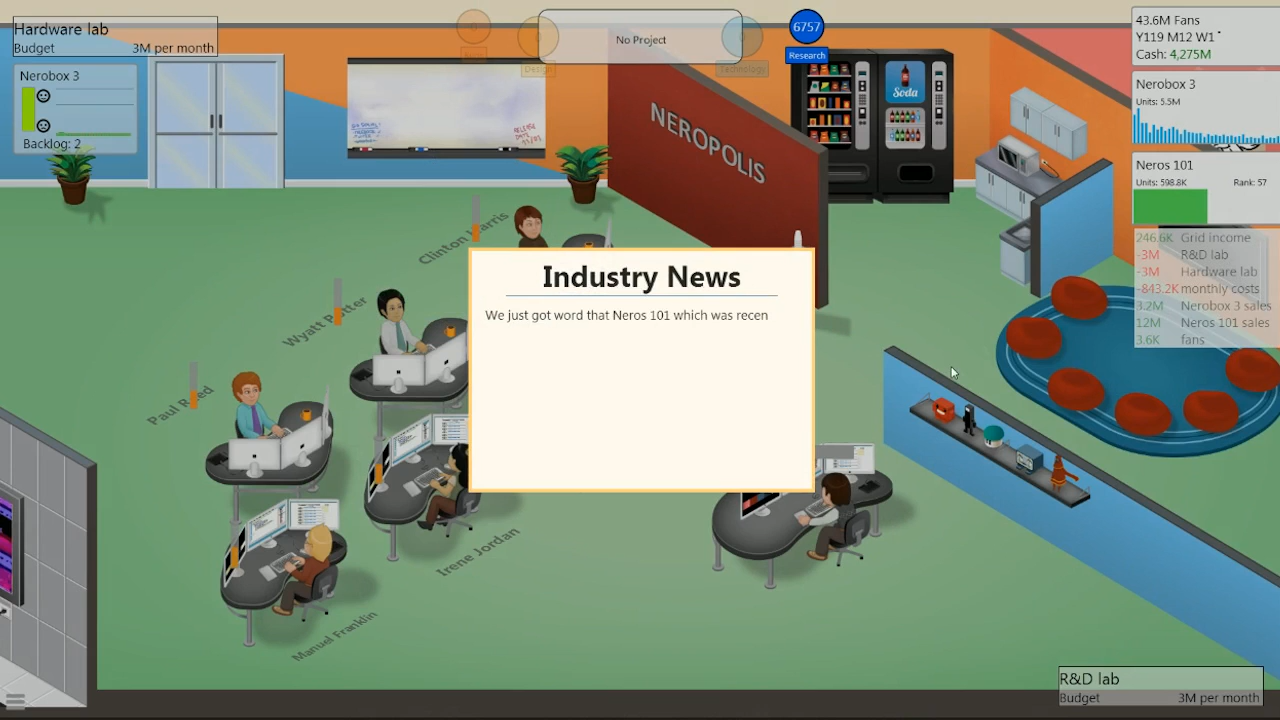 Hardware lab
Budget 3M per month
Nerobox 3
Backlog: 2
No Project
Design
Technology
6757
Research
43.6M Fans
Y119 M12 W1
Cash: 4,275M
Nerobox 3
Units: 5.5M
Neros 101
Units: 598.8K Rank: 57
246.6K Grid income
-3M R&D lab
-3M Hardware lab
-843.2K monthly costs
3.2M Nerobox 3 sales
12M Neros 101 sales
3.6K fans
NEROPOLIS
Soda
RELEASE
DATE
Clinton Harris
Wyatt Potter
Paul Reed
Irene Jordan
Manuel Franklin
Industry News
We just got word that Neros 101 which was recen
R&D lab
Budget 3M per month